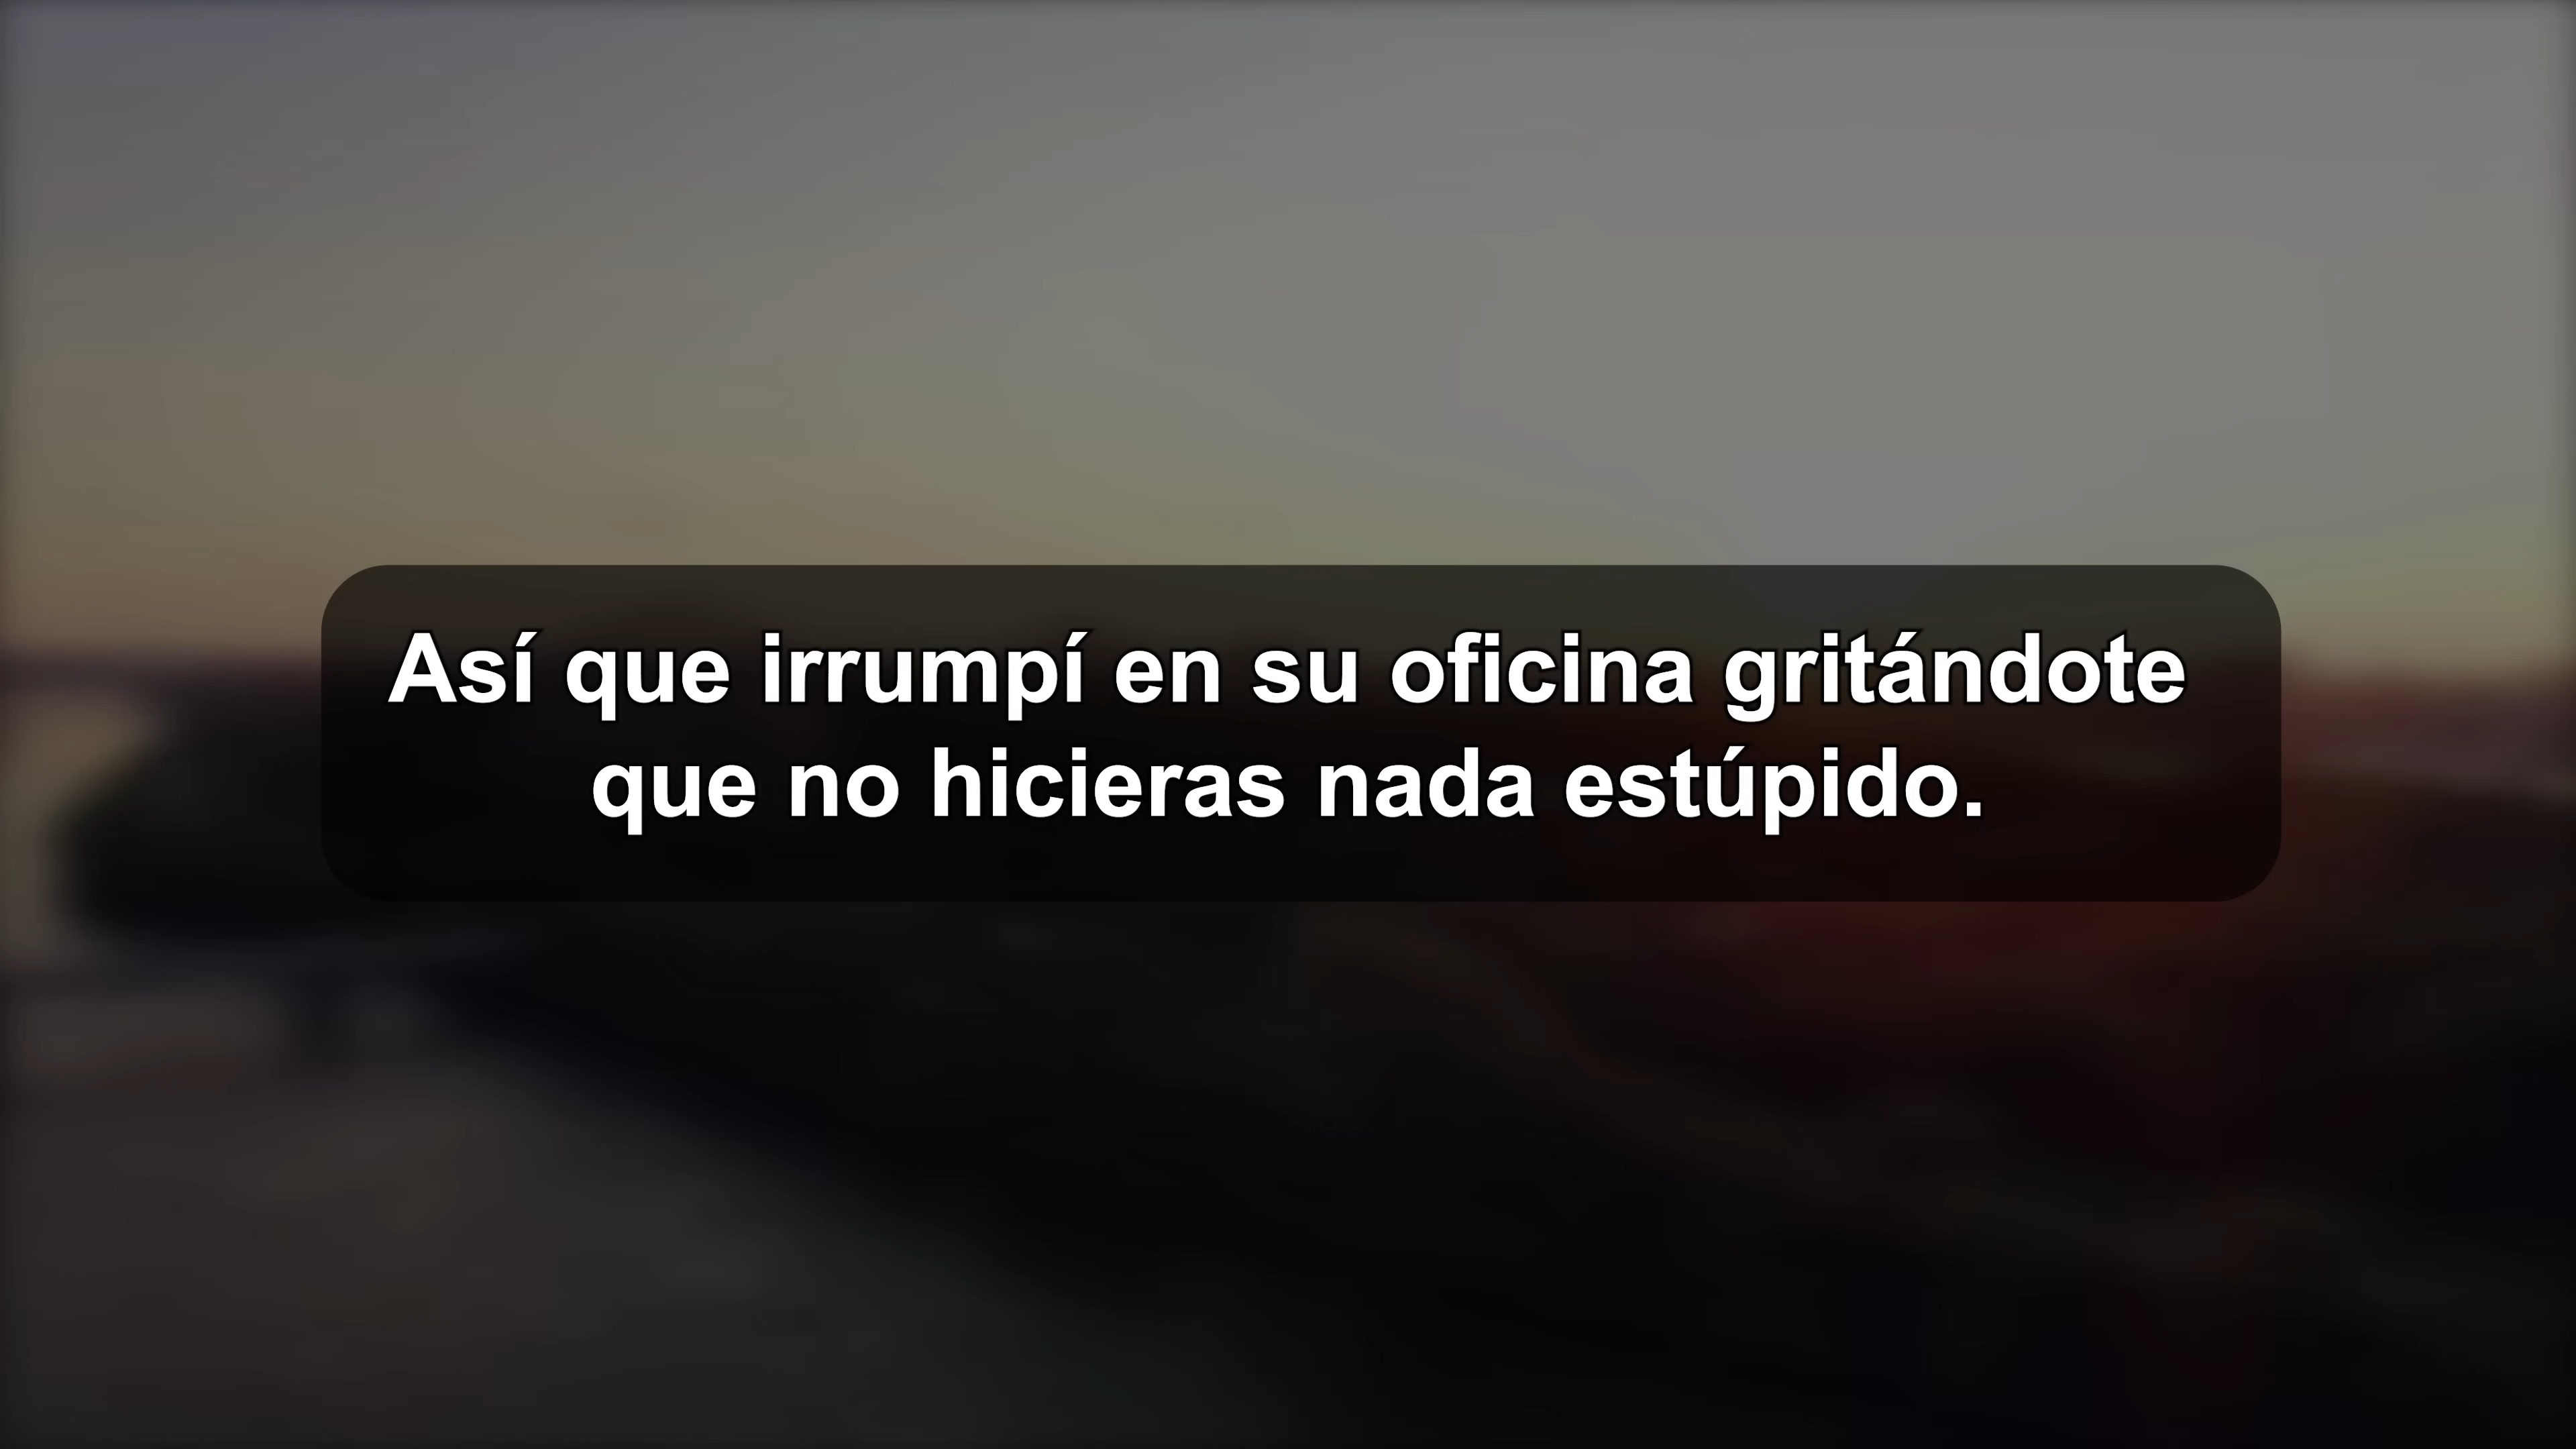 Así que irrumpí en su oficina gritándote
que no hicieras nada estúpido.